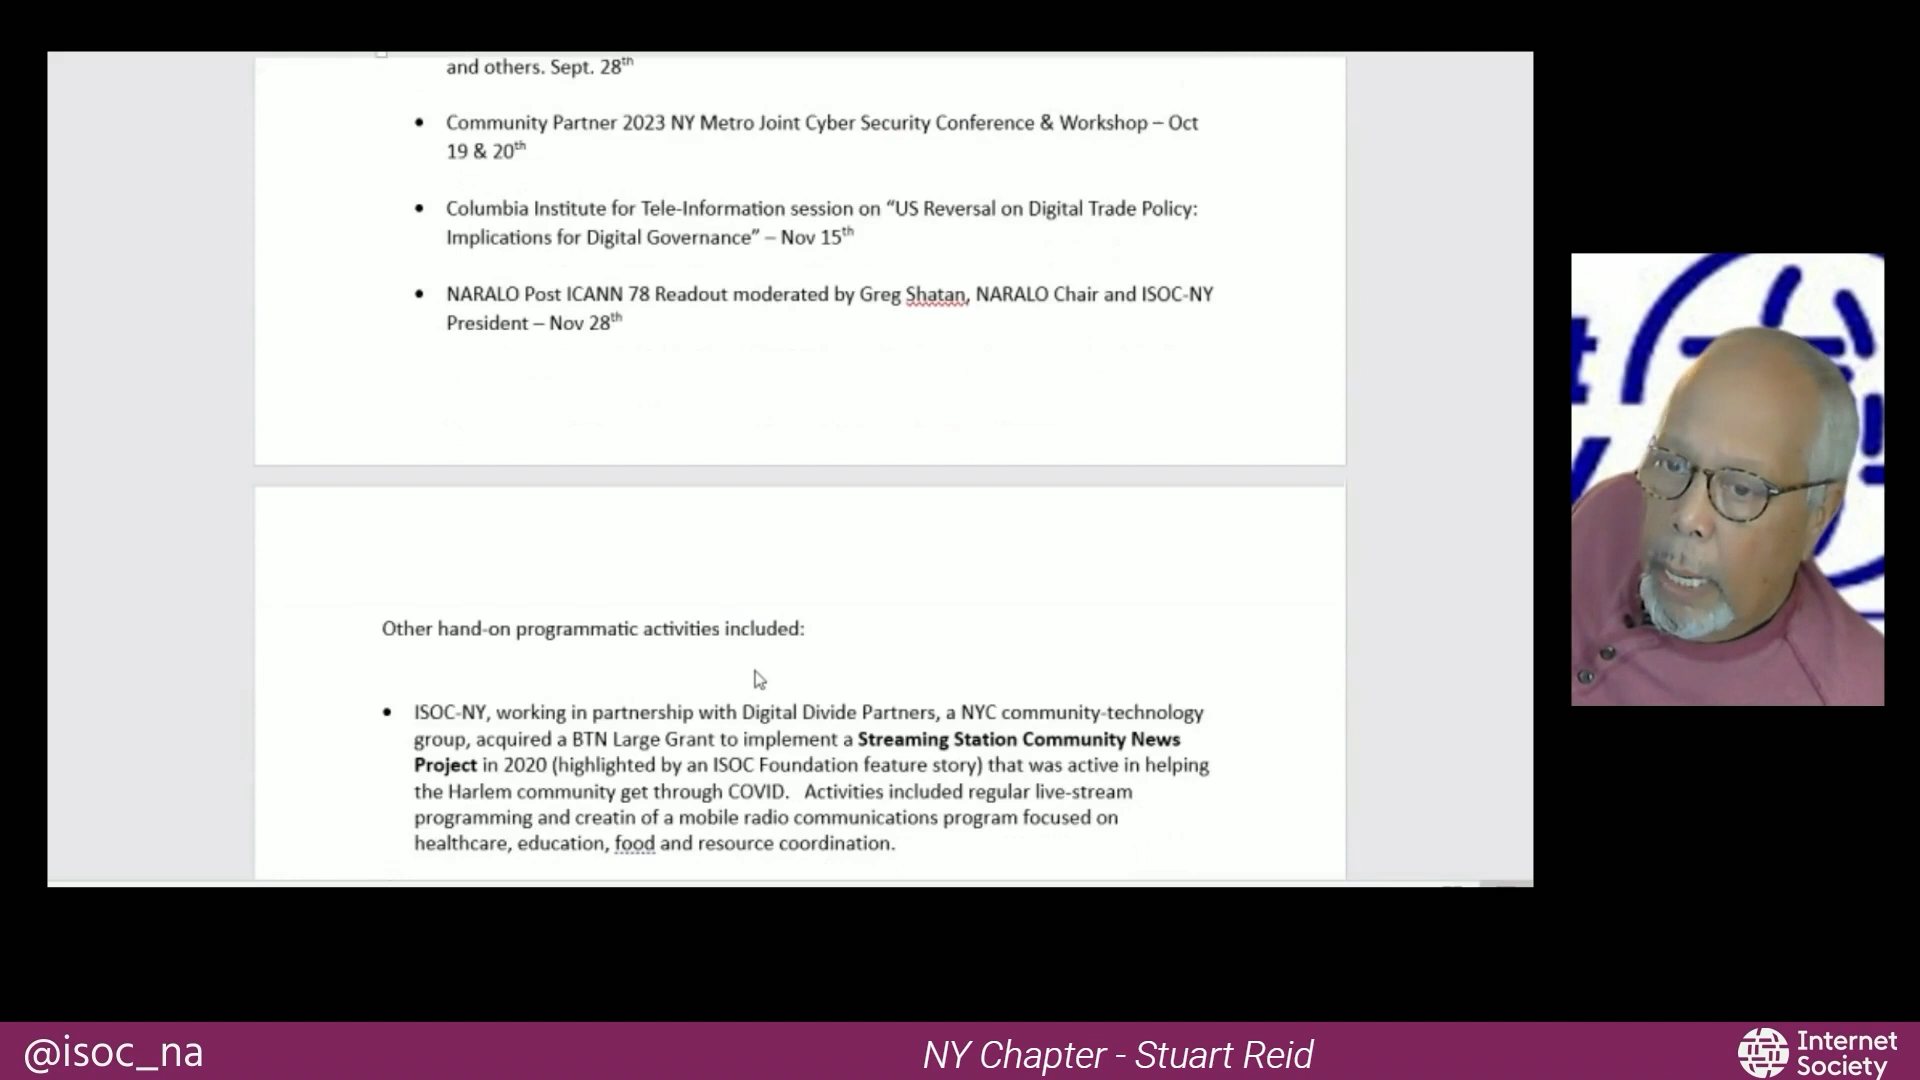 and others. Sept. 28th
• Community Partner 2023 NY Metro Joint Cyber Security Conference & Workshop – Oct
19 & 20th
• Columbia Institute for Tele-Information session on “US Reversal on Digital Trade Policy:
Implications for Digital Governance” – Nov 15th
• NARALO Post ICANN 78 Readout moderated by Greg Shatan, NARALO Chair and ISOC-NY
President – Nov 28th
Other hand-on programmatic activities included:
• ISOC-NY, working in partnership with Digital Divide Partners, a NYC community-technology
group, acquired a BTN Large Grant to implement a Streaming Station Community News
Project in 2020 (highlighted by an ISOC Foundation feature story) that was active in helping
the Harlem community get through COVID.   Activities included regular live-stream
programming and creatin of a mobile radio communications program focused on
healthcare, education, food and resource coordination.
@isoc_na
NY Chapter - Stuart Reid
Internet
Society